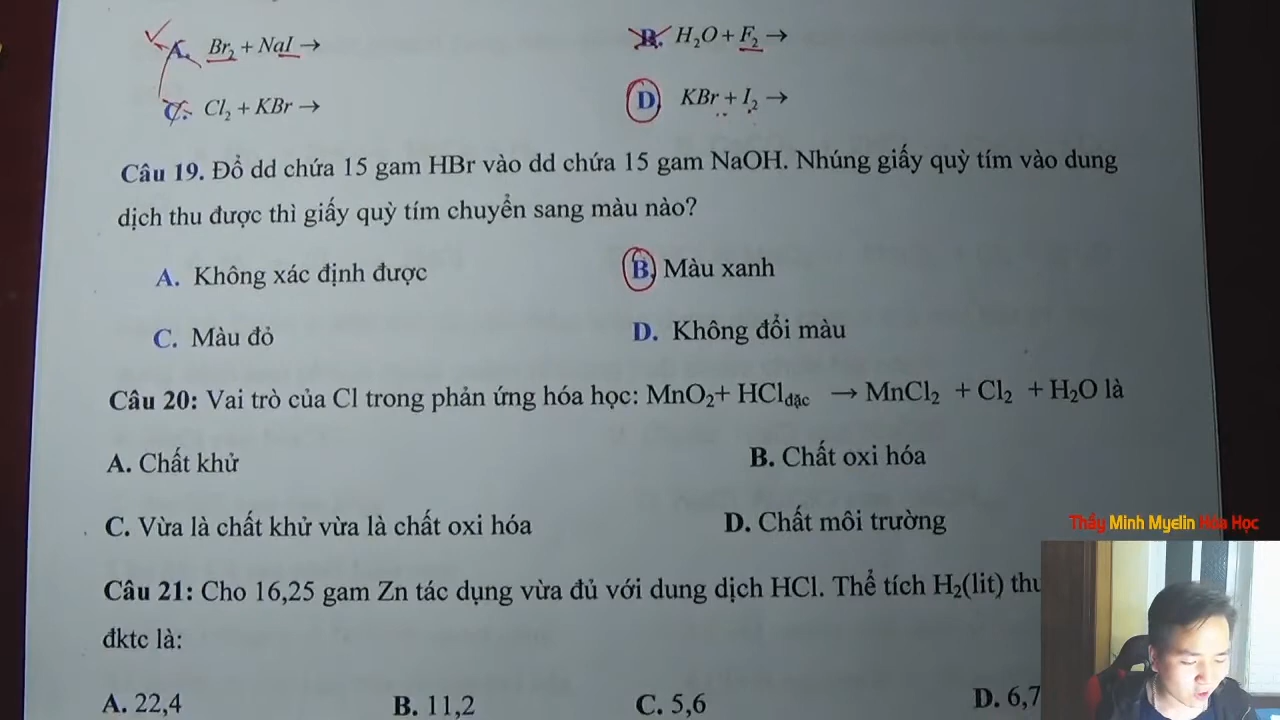 A. Br₂ + NaI → B. H₂O + F₂ →
C. Cl₂ + KBr → D. KBr + I₂ →
Câu 19. Đổ dd chứa 15 gam HBr vào dd chứa 15 gam NaOH. Nhúng giấy quỳ tím vào dung
dịch thu được thì giấy quỳ tím chuyển sang màu nào?
A. Không xác định được B. Màu xanh
C. Màu đỏ D. Không đổi màu
Câu 20: Vai trò của Cl trong phản ứng hóa học: MnO₂+ HClđặc → MnCl₂ + Cl₂ + H₂O là
A. Chất khử B. Chất oxi hóa
C. Vừa là chất khử vừa là chất oxi hóa D. Chất môi trường
Thầy Minh Myelin Hóa Học
Câu 21: Cho 16,25 gam Zn tác dụng vừa đủ với dung dịch HCl. Thể tích H₂(lit)
đktc là:
A. 22,4 B. 11,2 C. 5,6 D. 6,7